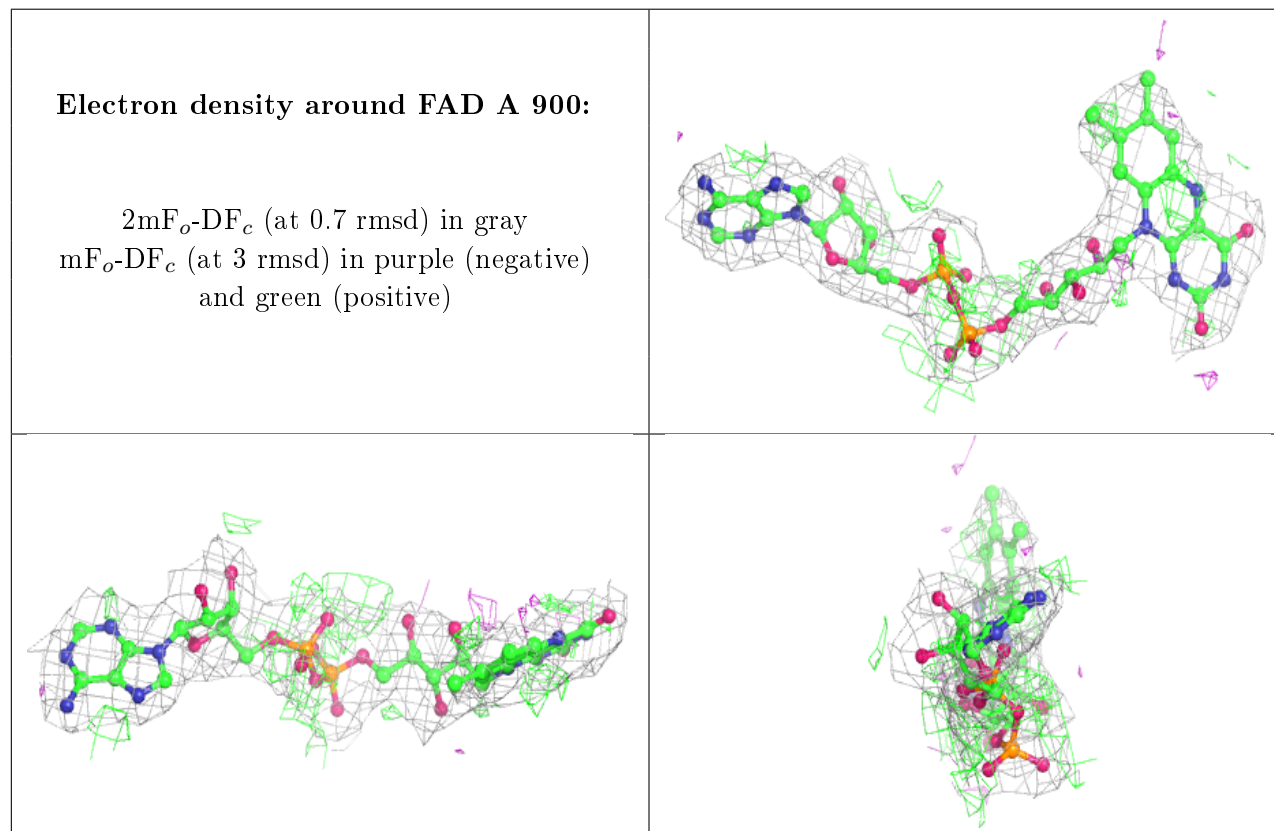 Electron density around FAD A 900:
2mFₒ-DF𝒸 (at 0.7 rmsd) in gray
mFₒ-DF𝒸 (at 3 rmsd) in purple (negative)
and green (positive)